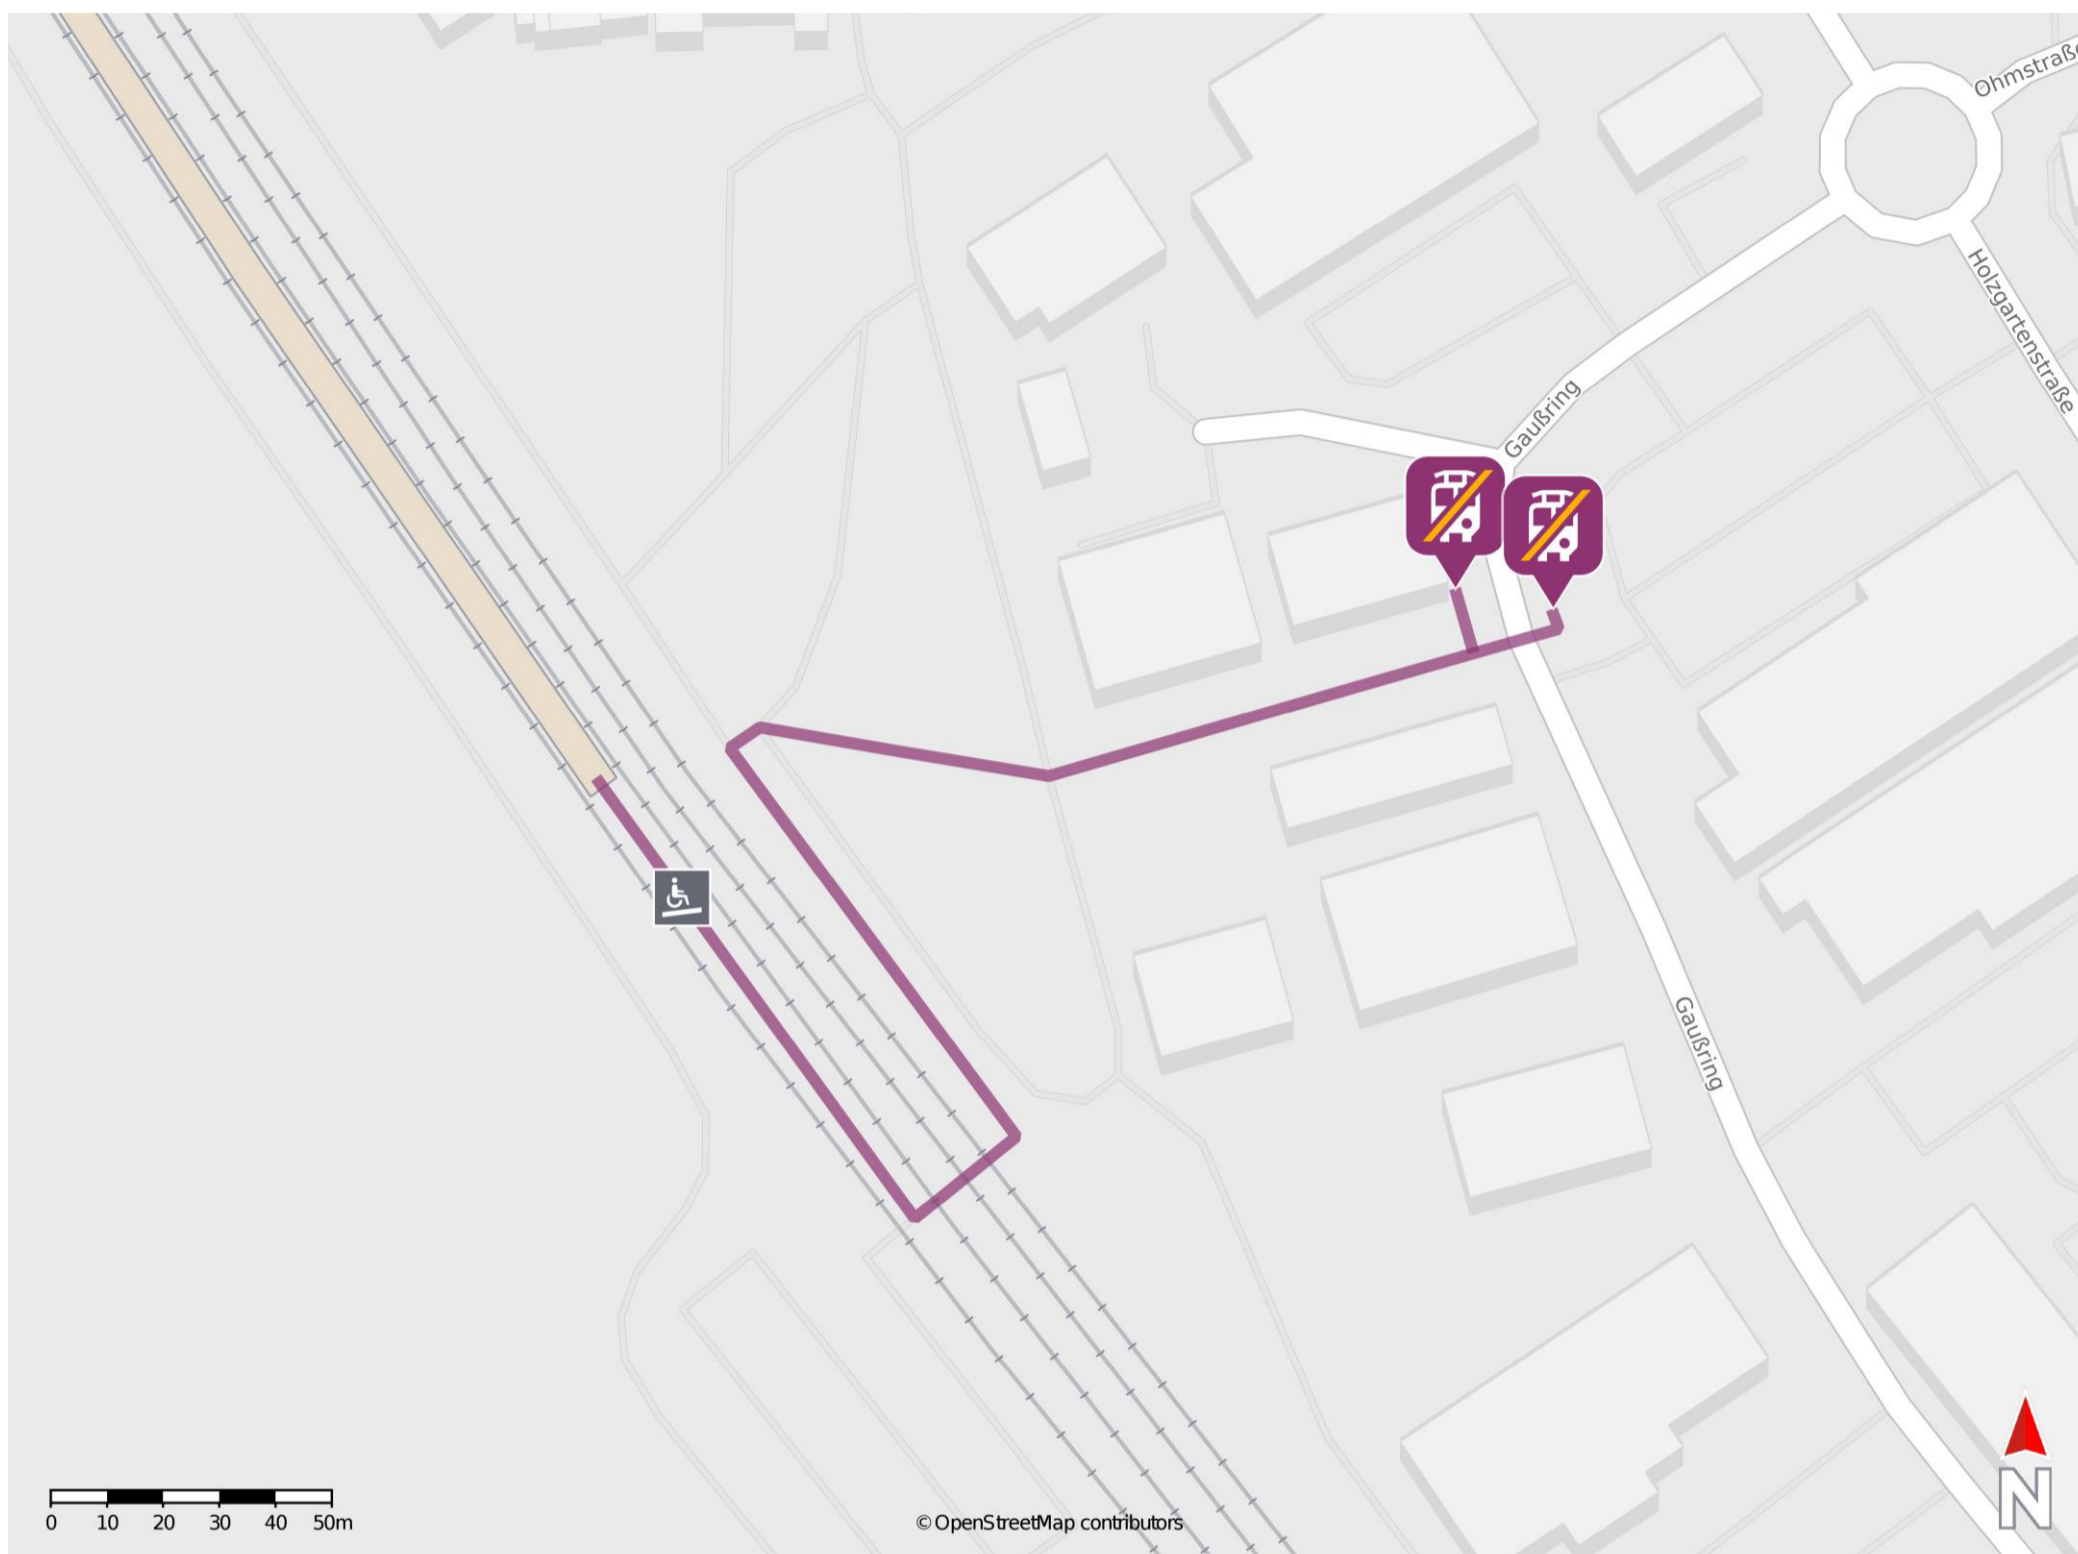 Ohmstraße
Holzgartenstraße
Gaußring
Gaußring
0 10 20 30 40 50m
© OpenStreetMap contributors
N